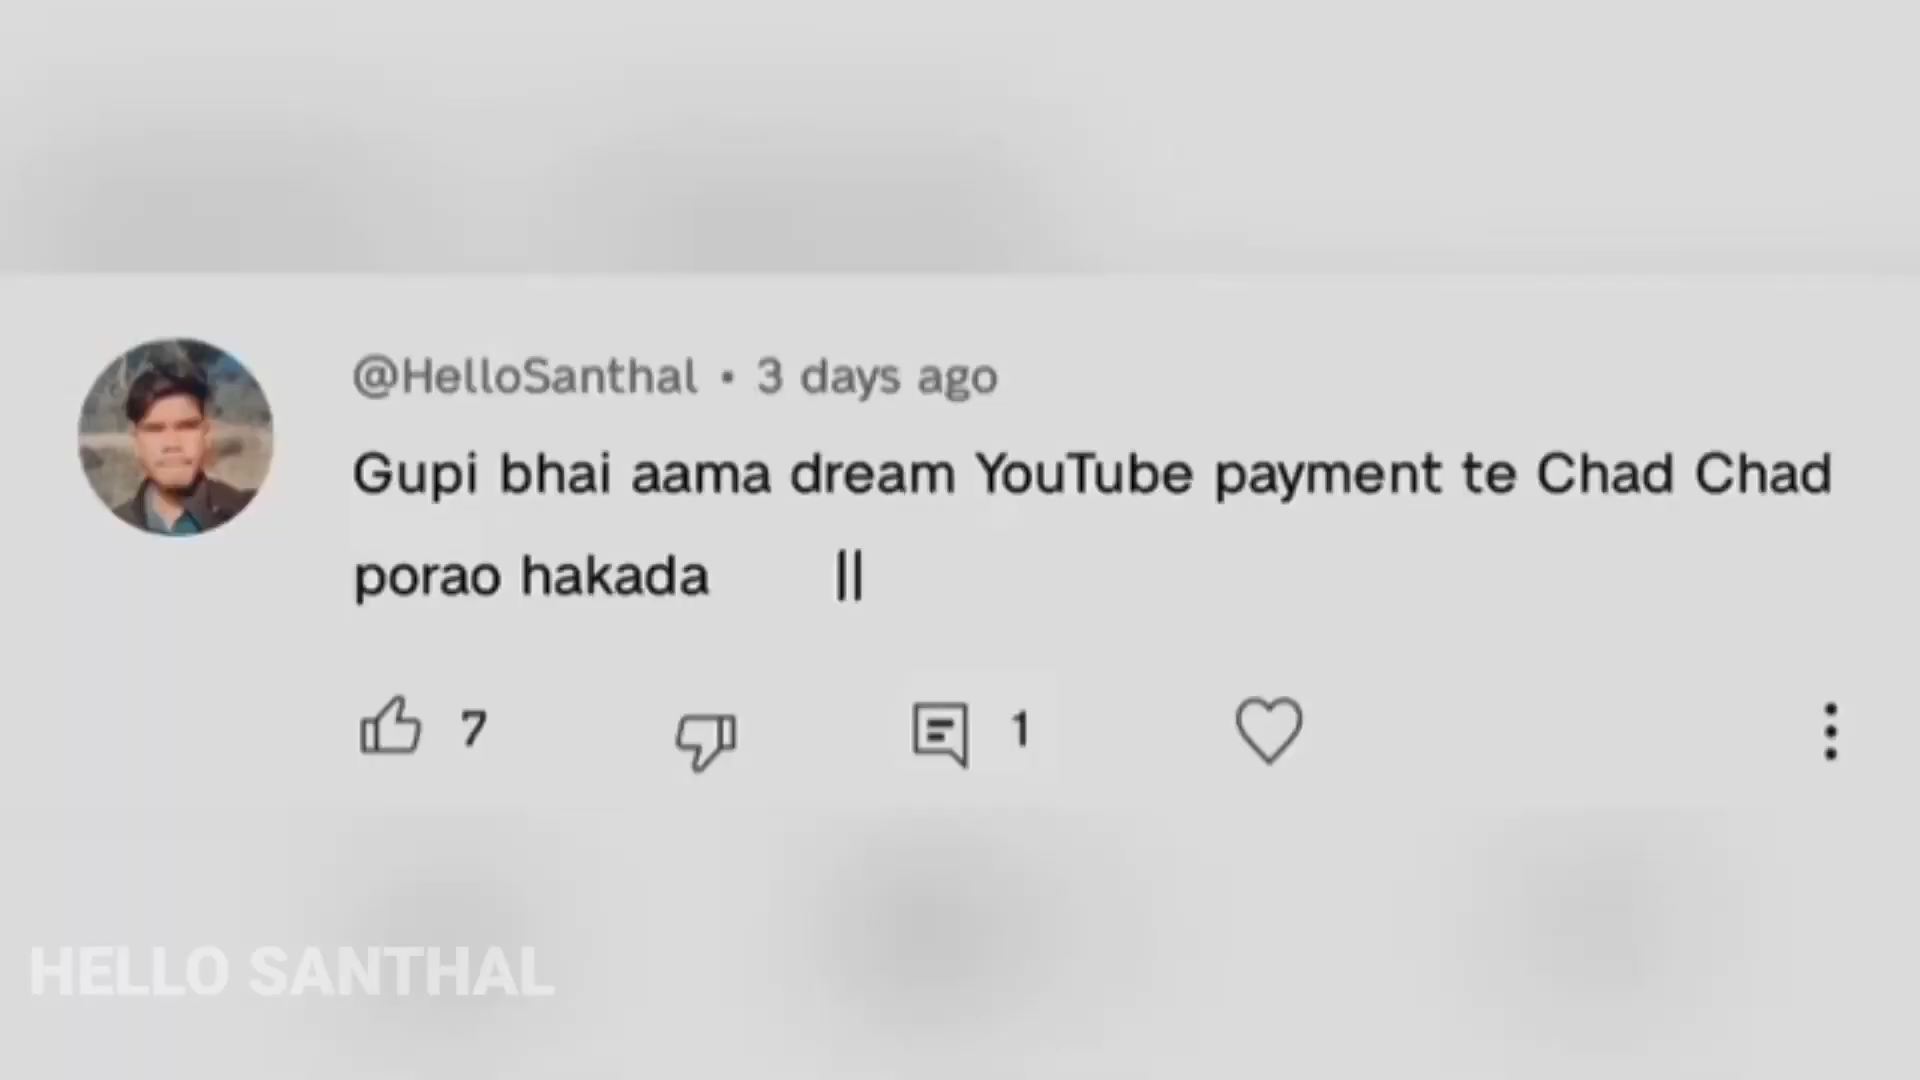 @HelloSanthal • 3 days ago
Gupi bhai aama dream YouTube payment te Chad Chad
porao hakada ||
7 1
HELLO SANTHAL